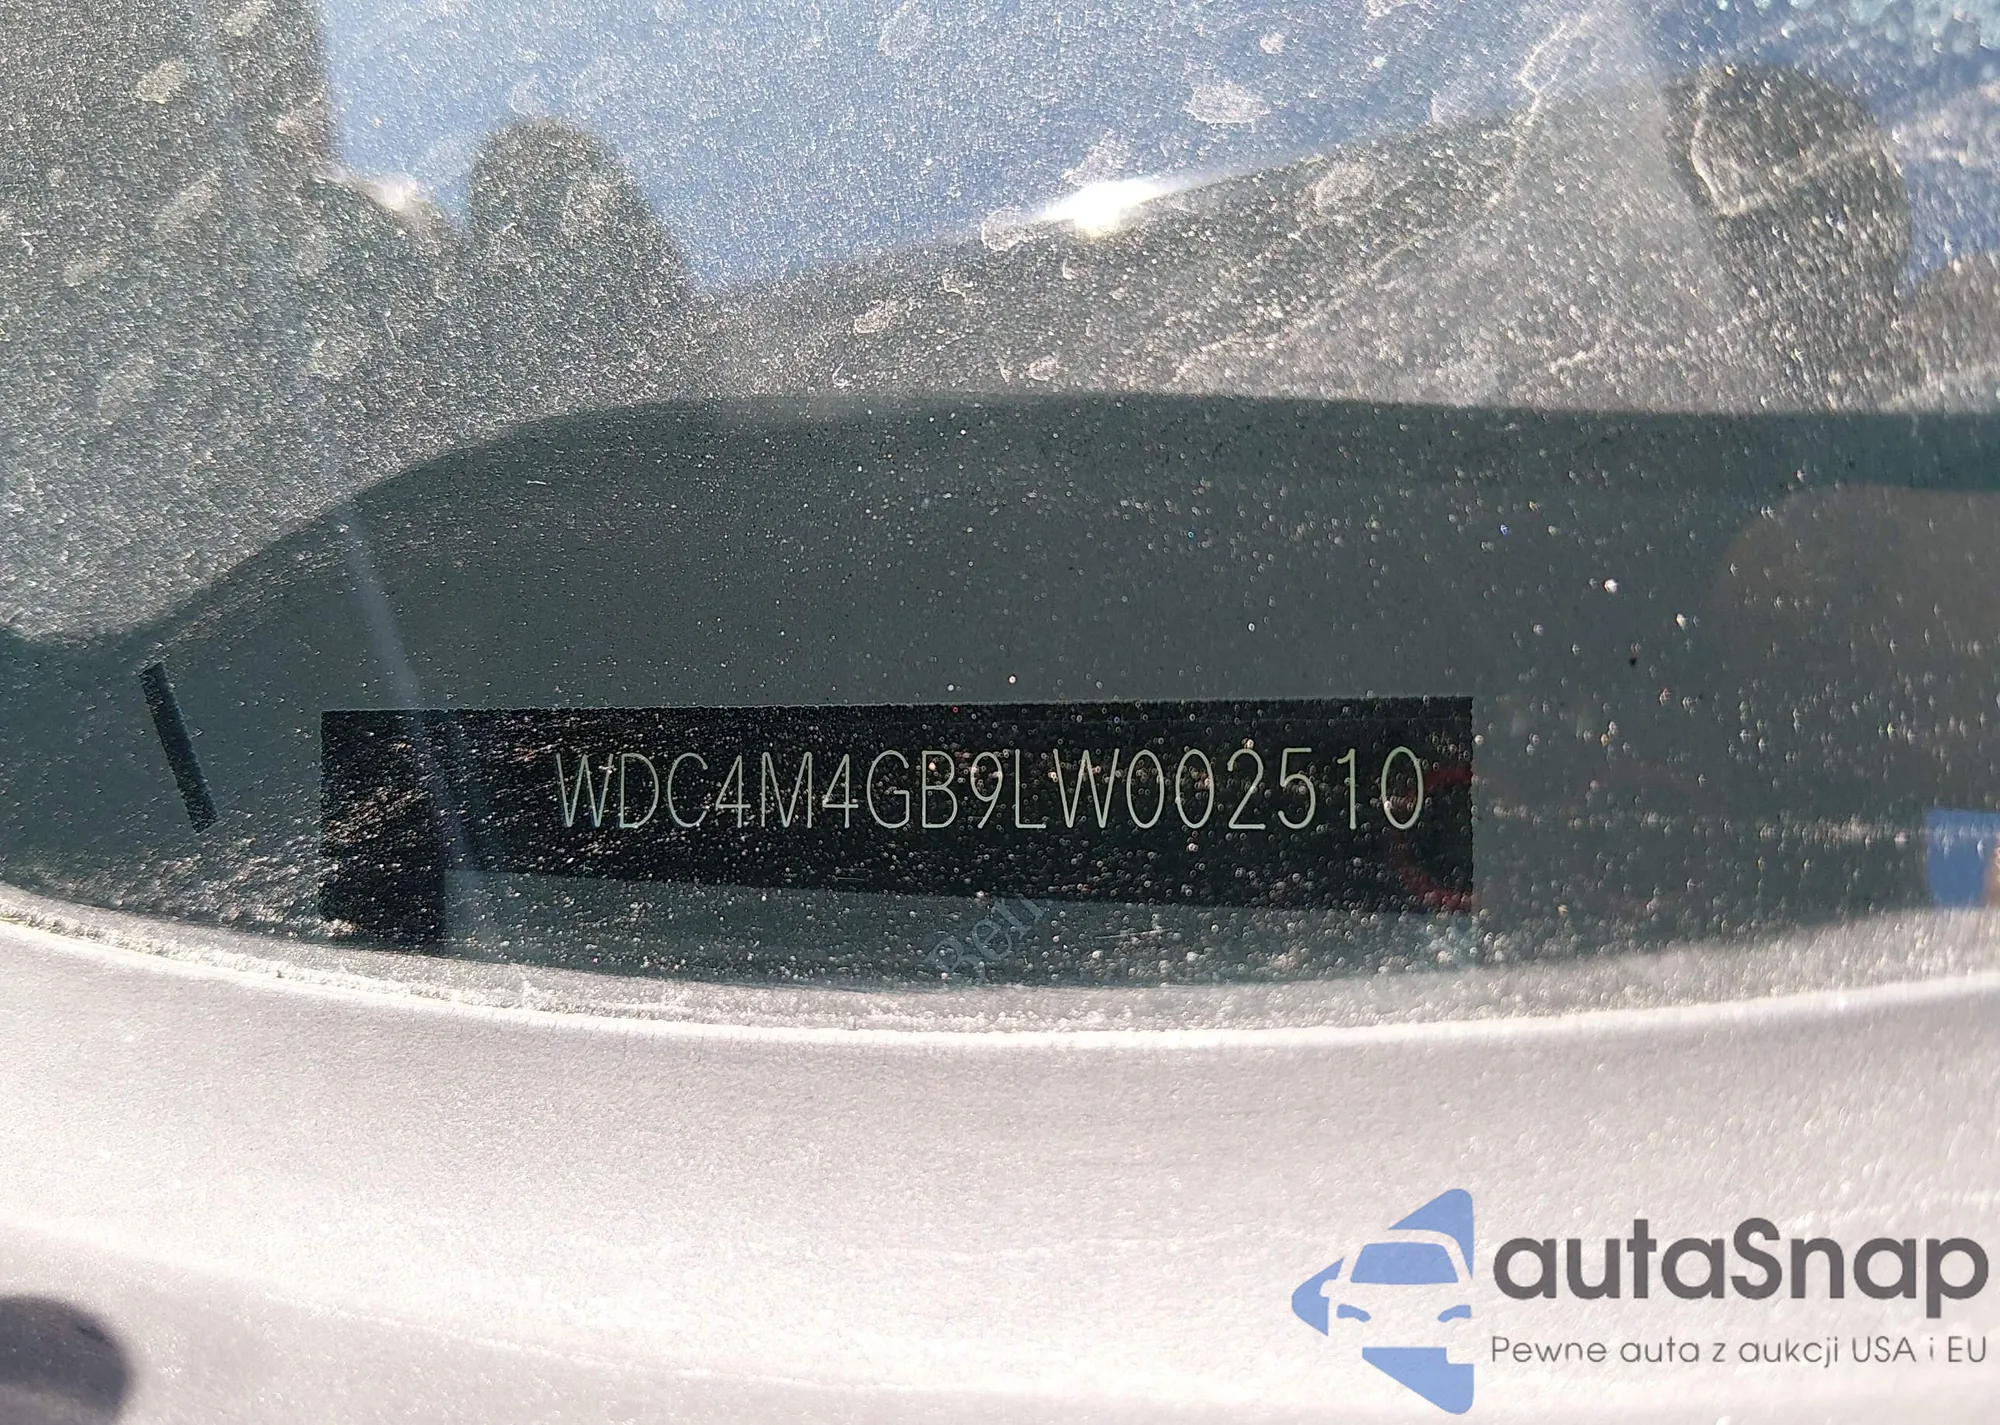 WDC4M4GB9LW002510
autaSnap
Pewne auta z aukcji USA i EU